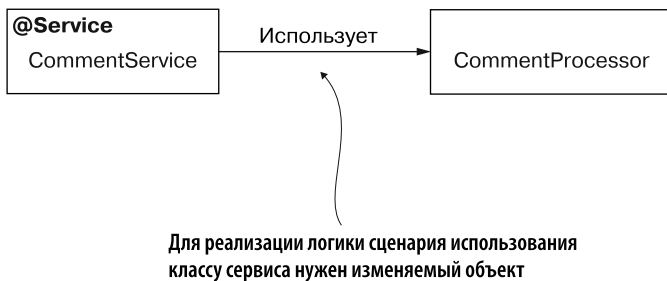 @Service
CommentService
Использует
CommentProcessor
Для реализации логики сценария использования
классу сервиса нужен изменяемый объект